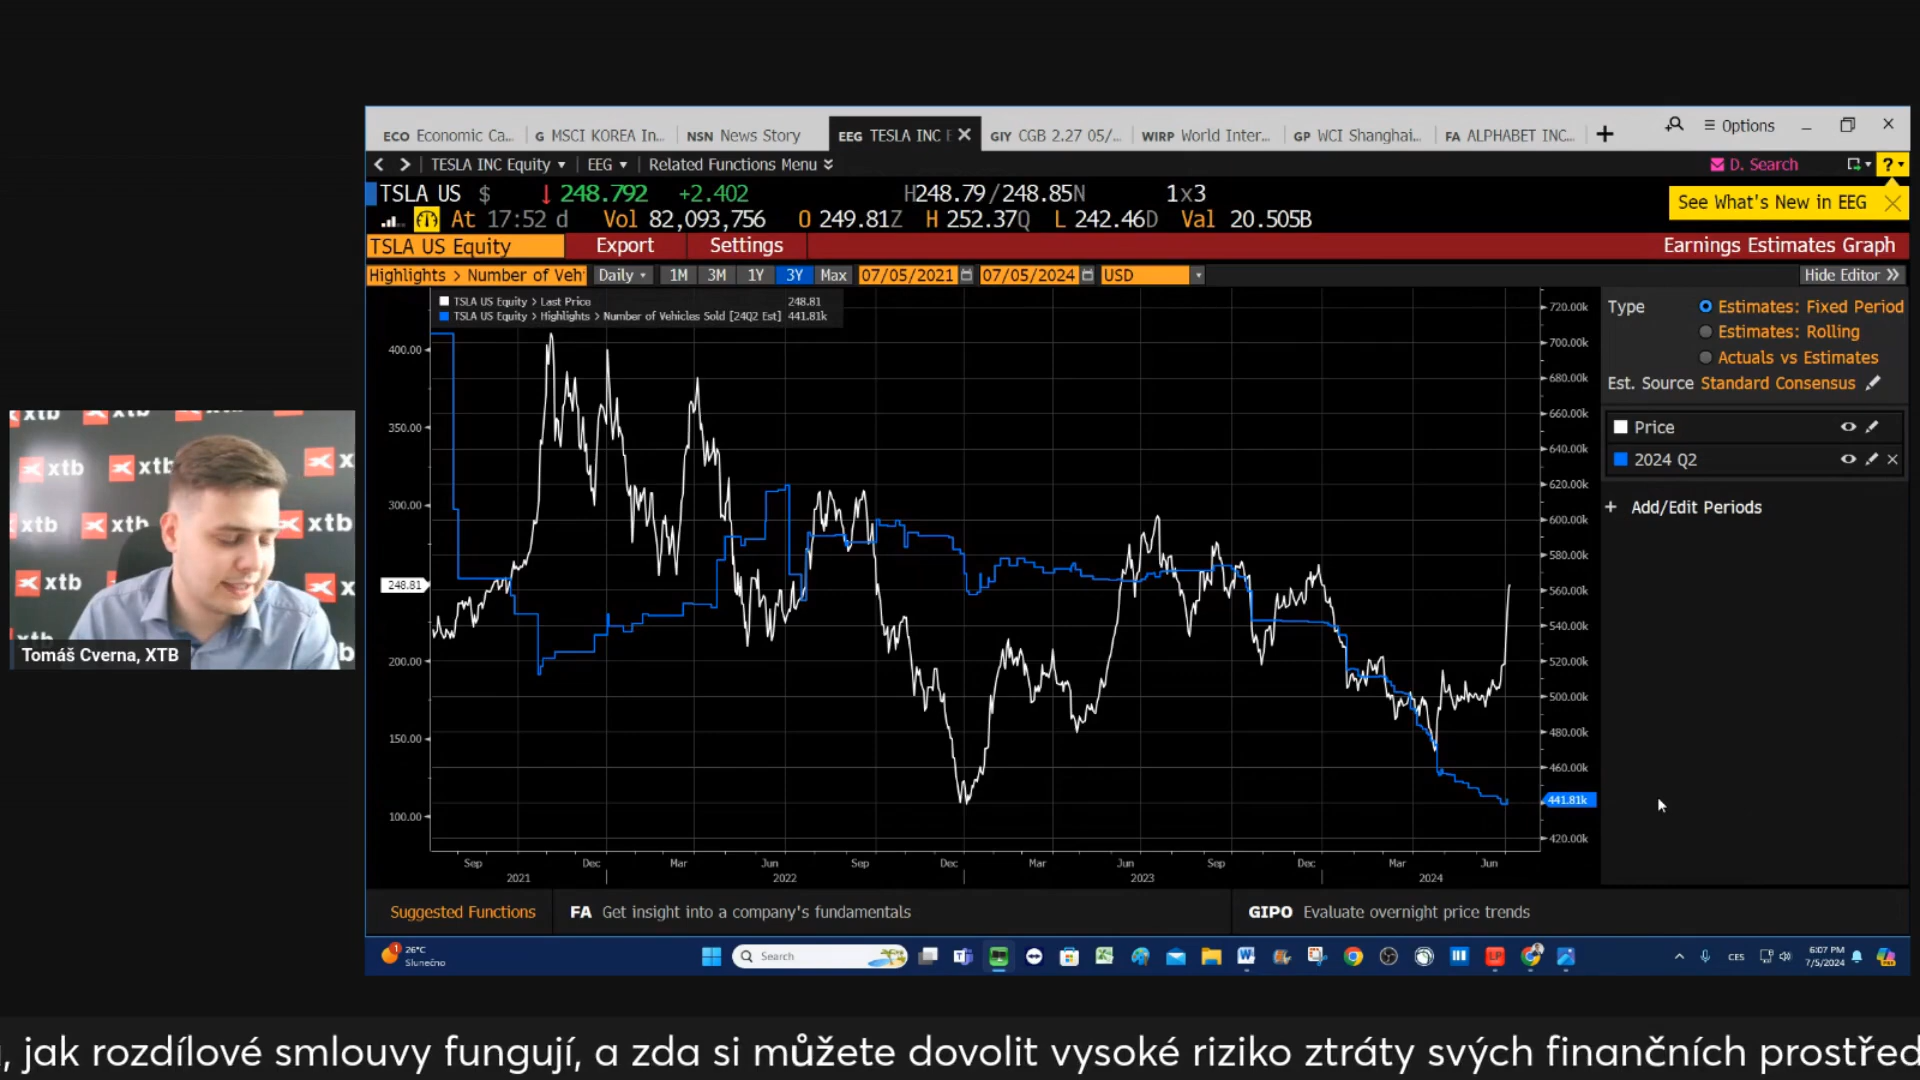 ECO Economic Ca...
G MSCI KOREA In...
NSN News Story
EEG TESLA INC E
GIY CGB 2.27 05/...
WIRP World Inter...
GP WCI Shanghai...
FA ALPHABET INC...
Options
TESLA INC Equity
EEG
Related Functions Menu
D. Search
?
TSLA US $ ↓ 248.792 +2.402 H248.79/248.85N 1x3
See What's New in EEG
At 17:52 d Vol 82,093,756 O 249.81Z H 252.37Q L 242.46D Val 20.505B
TSLA US Equity
Export
Settings
Earnings Estimates Graph
Highlights > Number of Veh
Daily
1M
3M
1Y
3Y
Max
07/05/2021
07/05/2024
USD
Hide Editor
TSLA US Equity > Last Price 248.81
TSLA US Equity > Highlights > Number of Vehicles Sold [24Q2 Est] 441.81k
400.00
350.00
300.00
248.81
200.00
150.00
100.00
720.00k
700.00k
680.00k
660.00k
640.00k
620.00k
600.00k
580.00k
560.00k
540.00k
520.00k
500.00k
480.00k
460.00k
441.81k
420.00k
Sep Dec Mar Jun Sep Dec Mar Jun Sep Dec Mar Jun
2021 2022 2023 2024
Type
Estimates: Fixed Period
Estimates: Rolling
Actuals vs Estimates
Est. Source Standard Consensus
Price
2024 Q2
+ Add/Edit Periods
xtb
xtb
xtb
xtb
xtb
xtb
xtb
Tomáš Cverna, XTB
Suggested Functions
FA Get insight into a company's fundamentals
GIPO Evaluate overnight price trends
1
26°C
Slunečno
Search
CES
6:07 PM
7/5/2024
, jak rozdílové smlouvy fungují, a zda si můžete dovolit vysoké riziko ztráty svých finančních prostřed